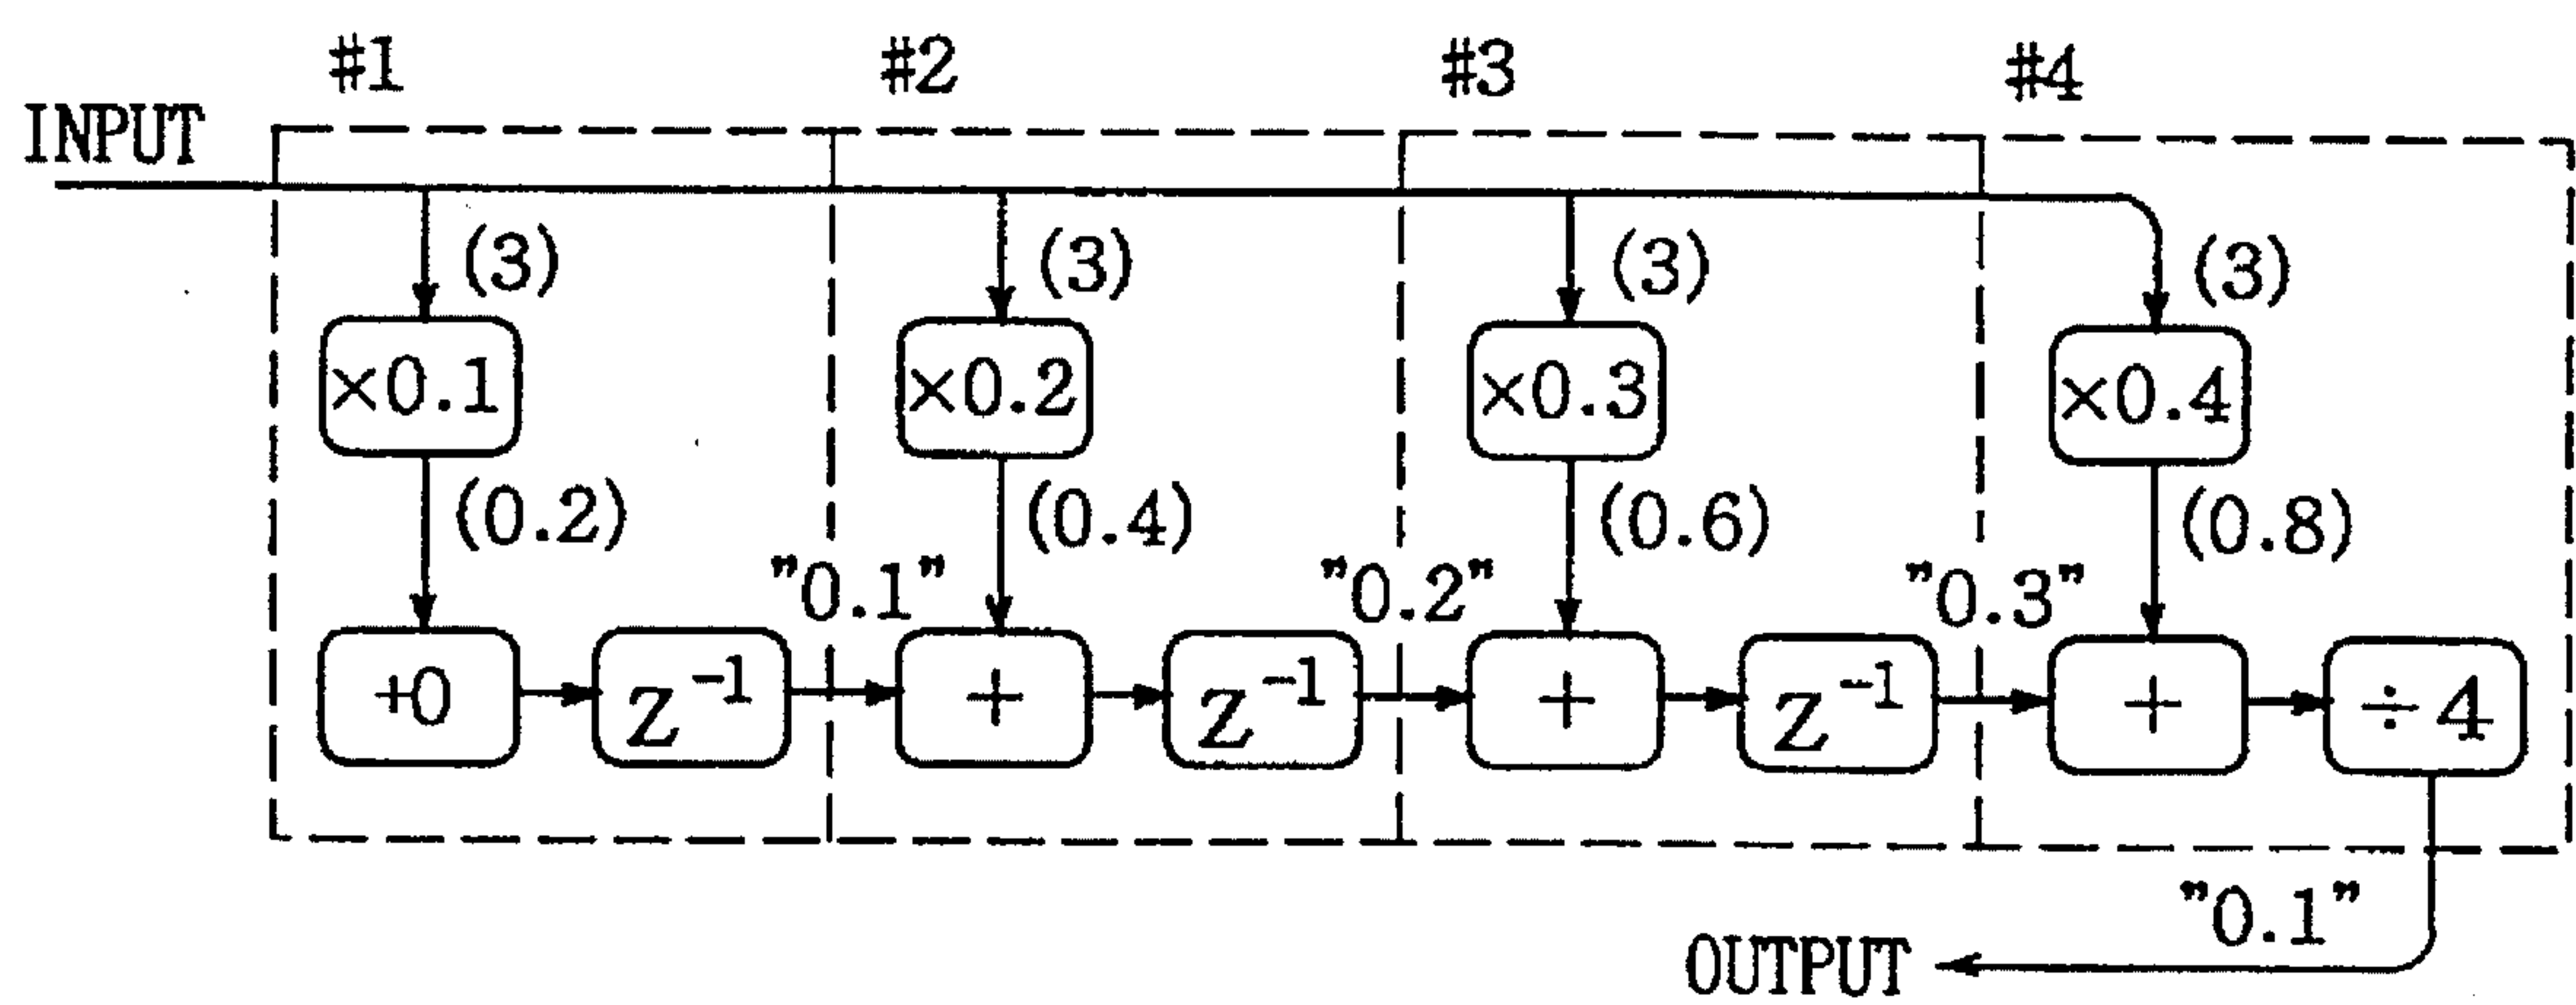 #1 #2 #3 #4
INPUT
(3) (3) (3) (3)
×0.1 ×0.2 ×0.3 ×0.4
(0.2) (0.4) (0.6) (0.8)
"0.1" "0.2" "0.3"
+0 Z⁻¹ + Z⁻¹ + Z⁻¹ + ÷4
"0.1"
OUTPUT